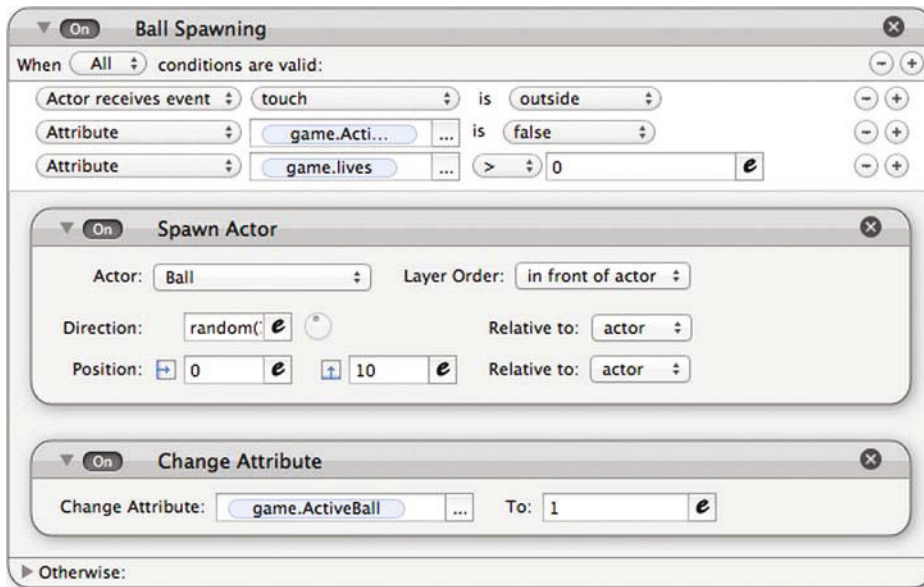 On Ball Spawning
When All conditions are valid:
Actor receives event touch is outside
Attribute game.Acti... ... is false
Attribute game.lives ... > 0 e
On Spawn Actor
Actor: Ball Layer Order: in front of actor
Direction: random( e Relative to: actor
Position: 0 e 10 e Relative to: actor
On Change Attribute
Change Attribute: game.ActiveBall ... To: 1 e
Otherwise: